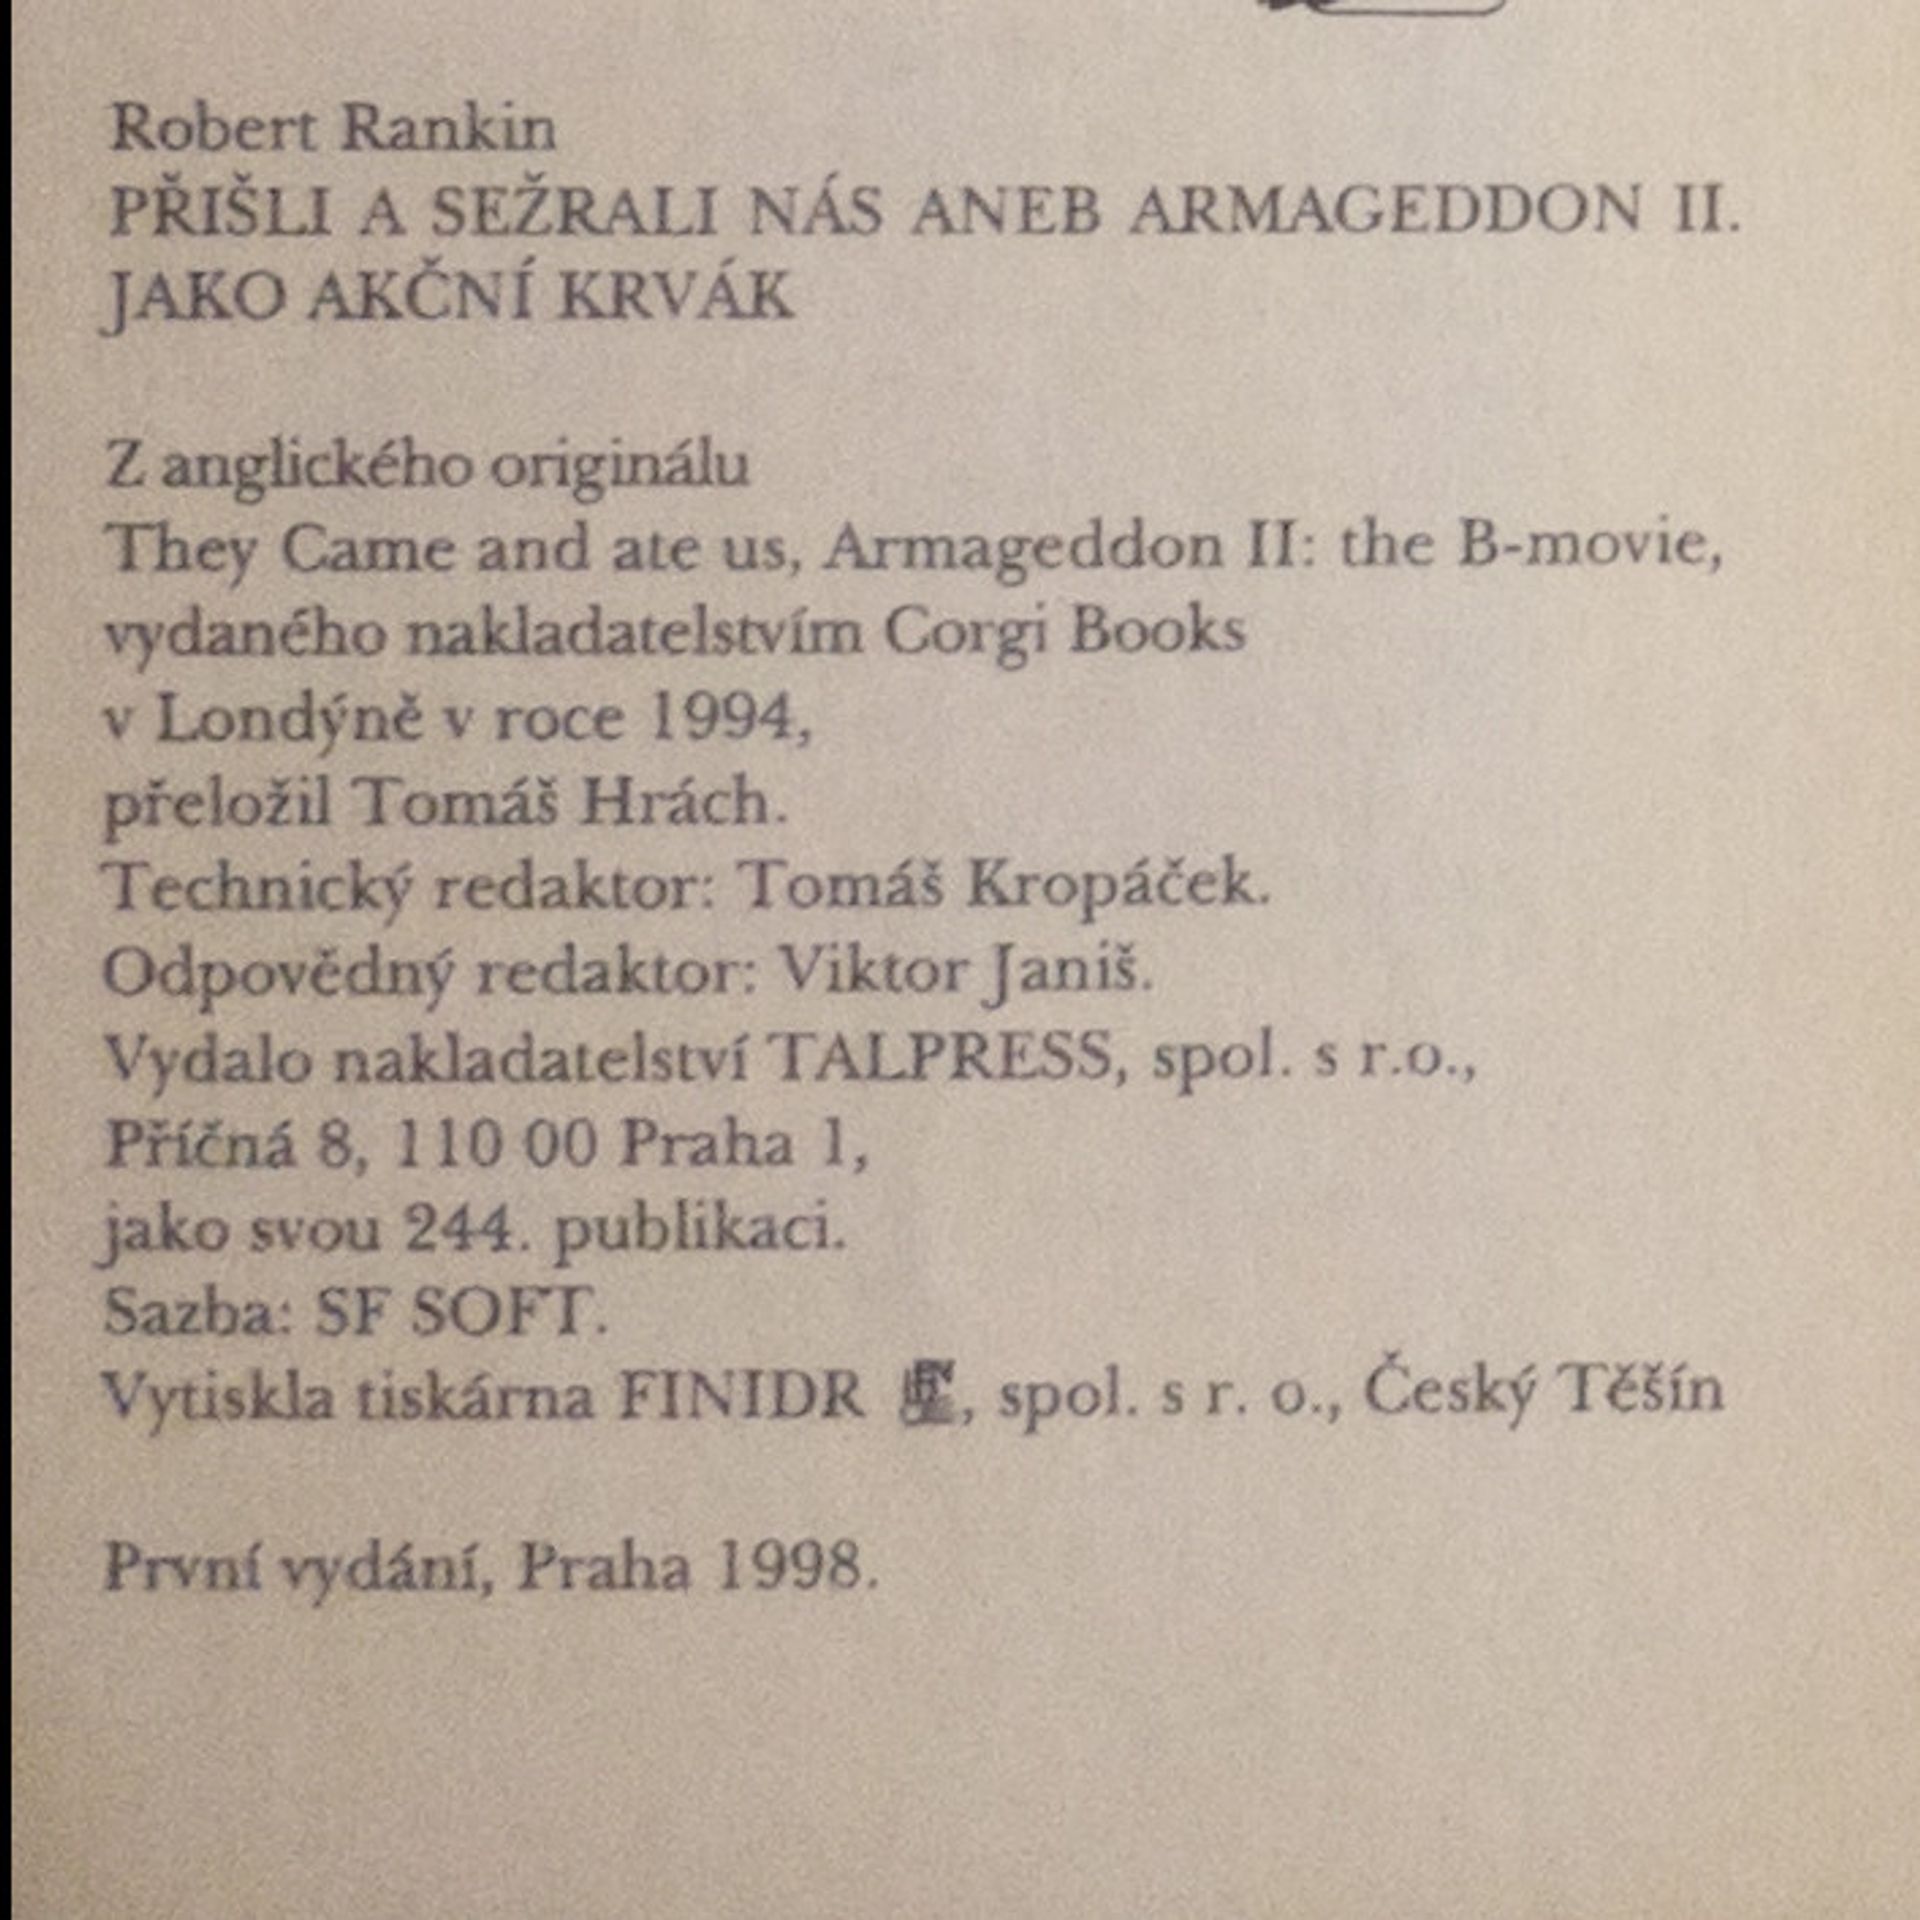 Robert Rankin
PŘIŠLI A SEŽRALI NÁS ANEB ARMAGEDDON II.
JAKO AKČNÍ KRVÁK
Z anglického originálu
They Came and ate us, Armageddon II: the B-movie,
vydaného nakladatelstvím Corgi Books
v Londýně v roce 1994,
přeložil Tomáš Hrách.
Technický redaktor: Tomáš Kropáček.
Odpovědný redaktor: Viktor Janiš.
Vydalo nakladatelství TALPRESS, spol. s r.o.,
Příčná 8, 110 00 Praha 1,
jako svou 244. publikaci.
Sazba: SF SOFT.
Vytiskla tiskárna FINIDR , spol. s r. o., Český Těšín
První vydání, Praha 1998.